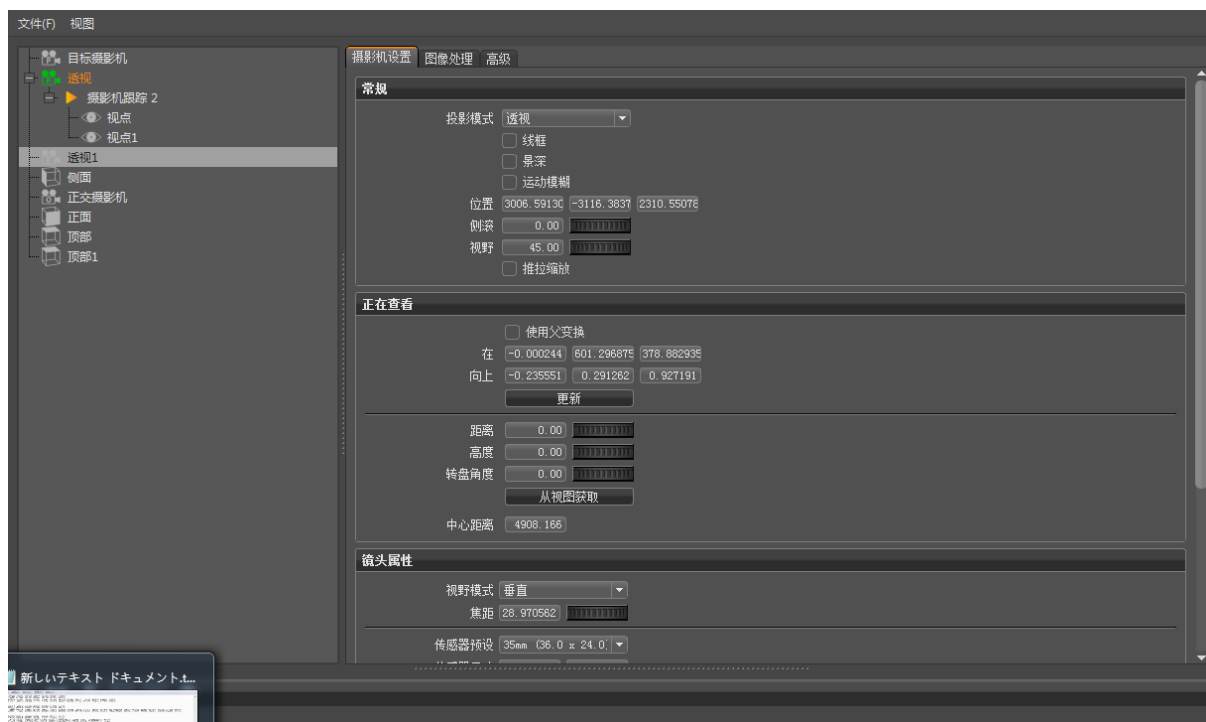 文件(F) 视图
目标摄影机
透视
摄影机跟踪 2
视点
视点1
透视1
侧面
正交摄影机
正面
顶部
顶部1
摄影机设置 图像处理 高级
常规
投影模式 透视
线框
景深
运动模糊
位置 3006.5913 -3116.3837 2310.5507
侧滚 0.00
视野 45.00
推拉缩放
正在查看
使用父变换
在 -0.000244 601.296875 378.882935
向上 -0.235551 0.291262 0.927191
更新
距离 0.00
高度 0.00
转盘角度 0.00
从视图获取
中心距离 4908.166
镜头属性
视野模式 垂直
焦距 28.970562
传感器预设 35mm (36.0 x 24.0)
新しいテキスト ドキュメント.t...